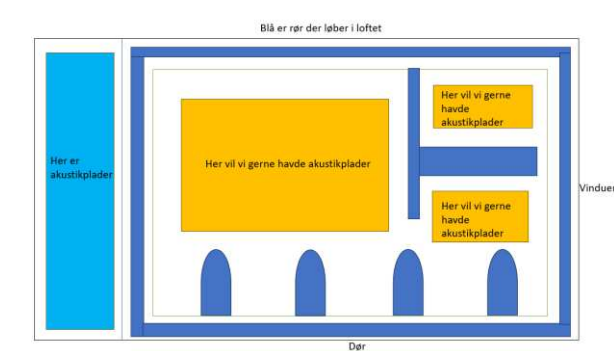 Blå er rør der løber i loftet
Her er
akustikplader
Her vil vi gerne havde akustikplader
Her vil vi gerne
havde
akustikplader
Her vil vi gerne
havde
akustikplader
Vinduer
Dør